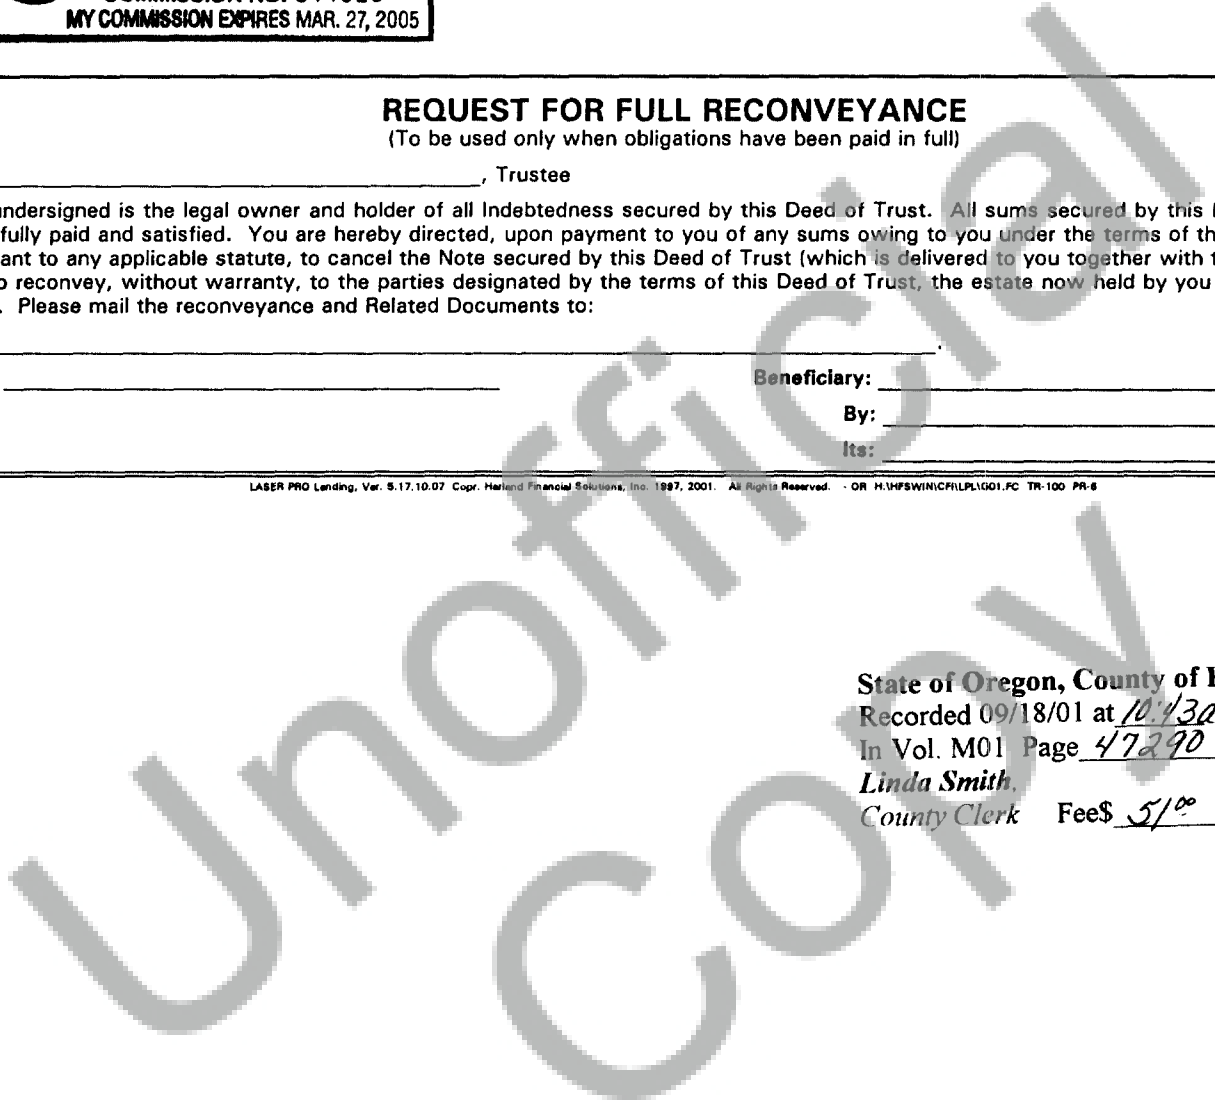 MY COMMISSION EXPIRES MAR. 27, 2005
REQUEST FOR FULL RECONVEYANCE
(To be used only when obligations have been paid in full)
, Trustee
undersigned is the legal owner and holder of all Indebtedness secured by this Deed of Trust. All sums secured by this
fully paid and satisfied. You are hereby directed, upon payment to you of any sums owing to you under the terms of
ant to any applicable statute, to cancel the Note secured by this Deed of Trust (which is delivered to you together with
reconvey, without warranty, to the parties designated by the terms of this Deed of Trust, the estate now held by you
. Please mail the reconveyance and Related Documents to:
Beneficiary:
By:
Its:
LASER PRO Lending, Ver. 5.17.10.07 Copr. Harland Financial Solutions, Inc. 1997, 2001. All Rights Reserved. - OR H:\HFSWIN\CFI\LPL\G01.FC TR-100 PR-6
State of Oregon, County of
Recorded 09/18/01 at
In Vol. M01 Page 47290
Linda Smith,
County Clerk Fee$ 51.00
Unofficial
Copy